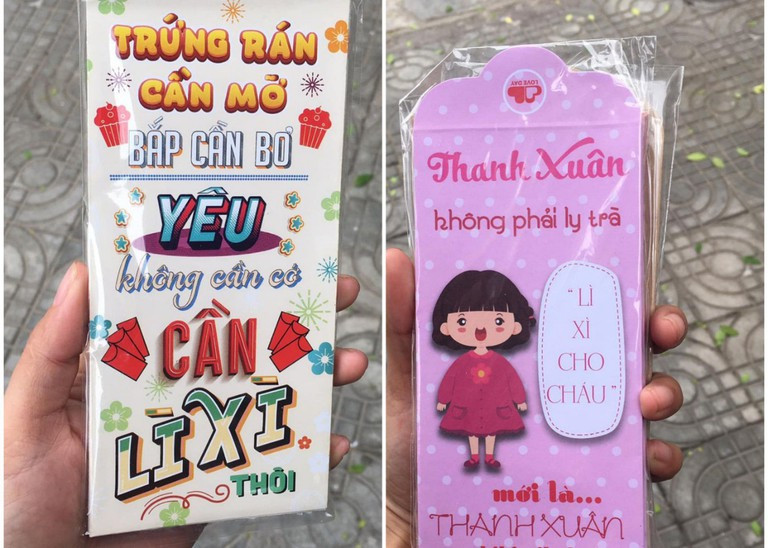 TRỨNG RÁN
CẦN MỠ
BẮP CẦN BƠ
YÊU
không cần cớ
CẦN
LÌ XÌ
THÔI
LOVE DAY
Thanh Xuân
không phải ly trà
"LÌ
XÌ
CHO
CHÁU"
mới là...
THANH XUÂN